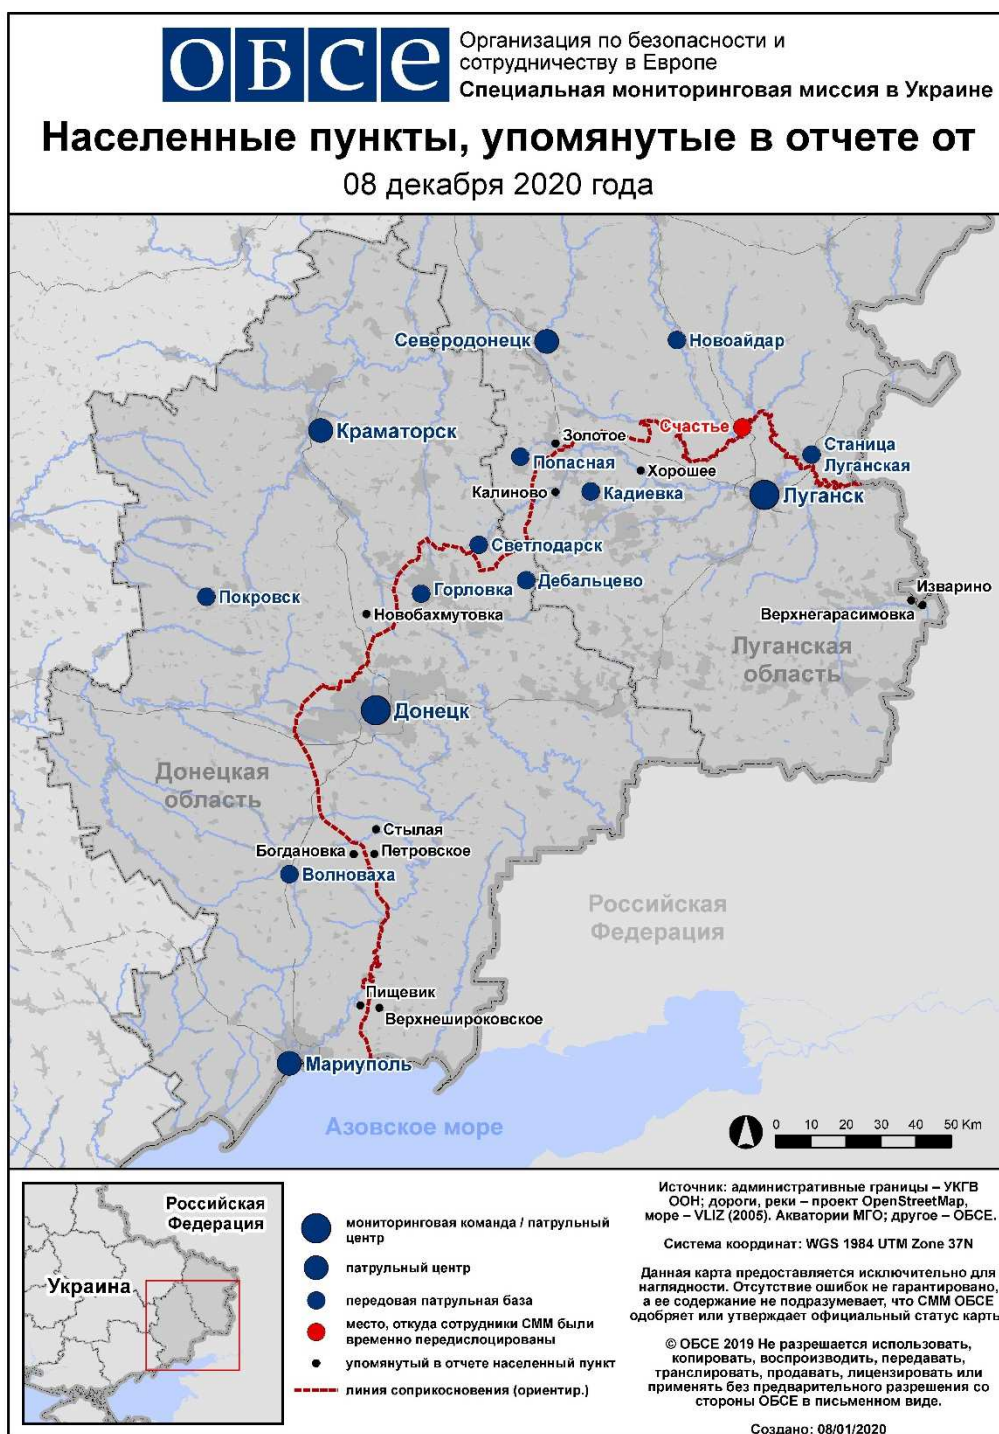 ОБСЕ
Организация по безопасности и
сотрудничеству в Европе
Специальная мониторинговая миссия в Украине
Населенные пункты, упомянутые в отчете от
08 декабря 2020 года
Северодонецк
Новоайдар
Краматорск
Золотое
Счастье
Станица
Луганская
Попасная
Хорошее
Калиново
Кадиевка
Луганск
Светлодарск
Дебальцево
Горловка
Покровск
Новобахмутовка
Изварино
Верхнегарасимовка
Луганская
область
Донецк
Донецкая
область
Стылая
Богдановка
Петровское
Волноваха
Российская
Федерация
Пищевик
Верхнешироковское
Мариуполь
Азовское море
0 10 20 30 40 50 Km
Российская
Федерация
Украина
мониторинговая команда / патрульный
центр
патрульный центр
передовая патрульная база
место, откуда сотрудники СММ были
временно передислоцированы
упомянутый в отчете населенный пункт
линия соприкосновения (ориентир.)
Источник: административные границы – УКГВ
ООН; дороги, реки – проект OpenStreetMap,
море – VLIZ (2005). Акватории МГО; другое – ОБСЕ.
Система координат: WGS 1984 UTM Zone 37N
Данная карта предоставляется исключительно для
наглядности. Отсутствие ошибок не гарантировано,
а ее содержание не подразумевает, что СММ ОБСЕ
одобряет или утверждает официальный статус карты
© ОБСЕ 2019 Не разрешается использовать,
копировать, воспроизводить, передавать,
транслировать, продавать, лицензировать или
применять без предварительного разрешения со
стороны ОБСЕ в письменном виде.
Создано: 08/01/2020